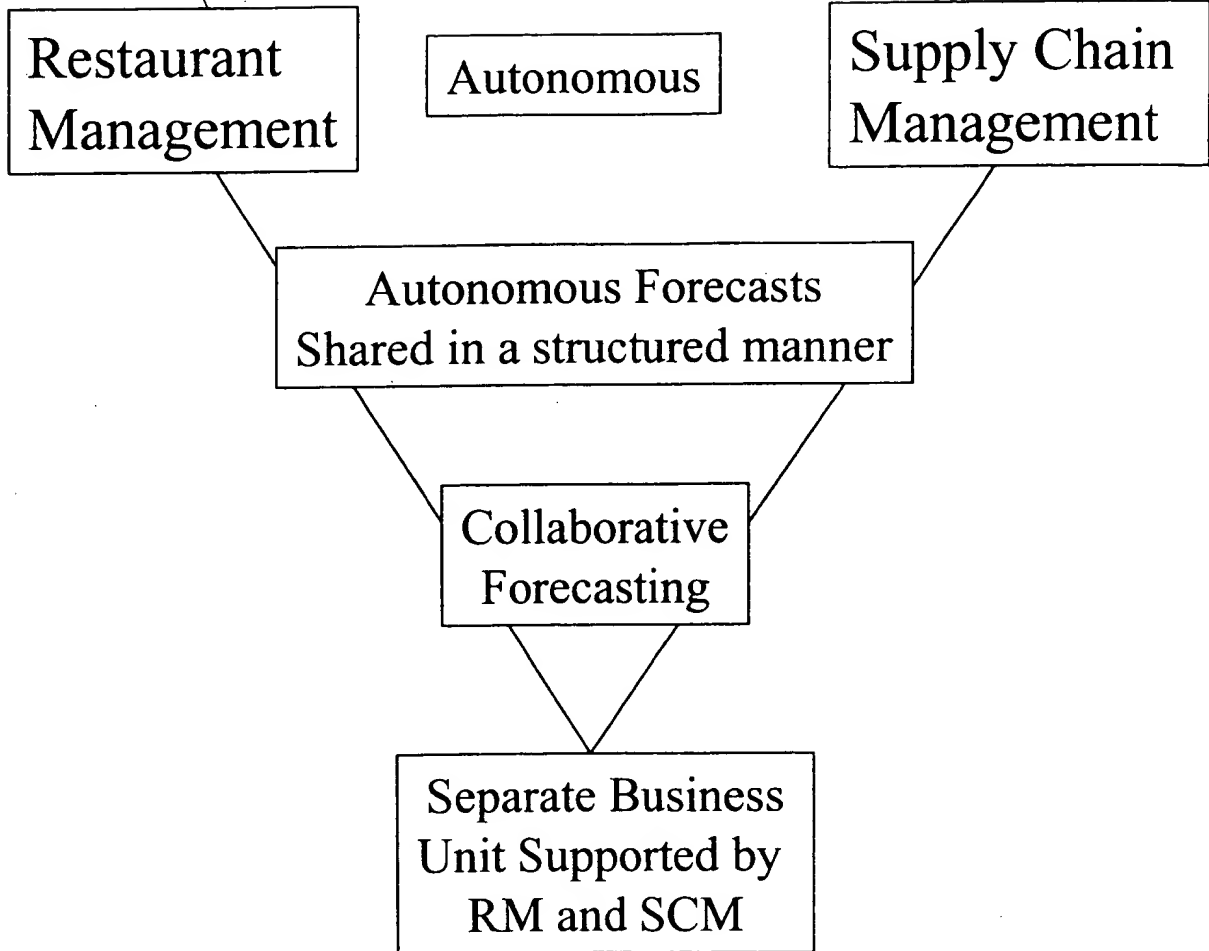 Restaurant
Management
Autonomous
Supply Chain
Management
Autonomous Forecasts
Shared in a structured manner
Collaborative
Forecasting
Separate Business
Unit Supported by
RM and SCM